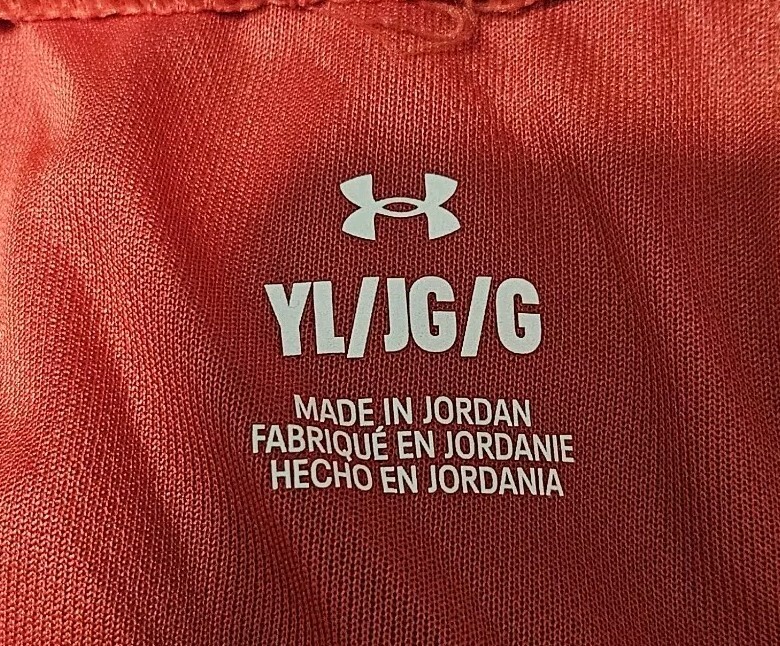 YL/JG/G
MADE IN JORDAN
FABRIQUÉ EN JORDANIE
HECHO EN JORDANIA